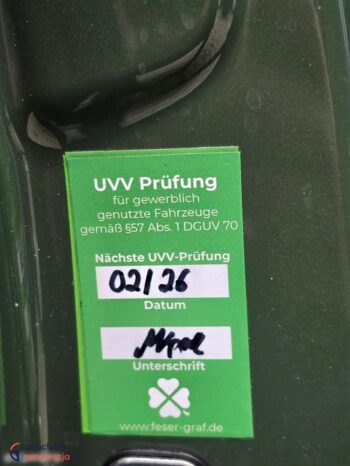 UVV Prüfung
für gewerblich
genutzte Fahrzeuge
gemäß §57 Abs. 1 DGUV 70
Nächste UVV-Prüfung
02/26
Datum
Unterschrift
www.feser-graf.de